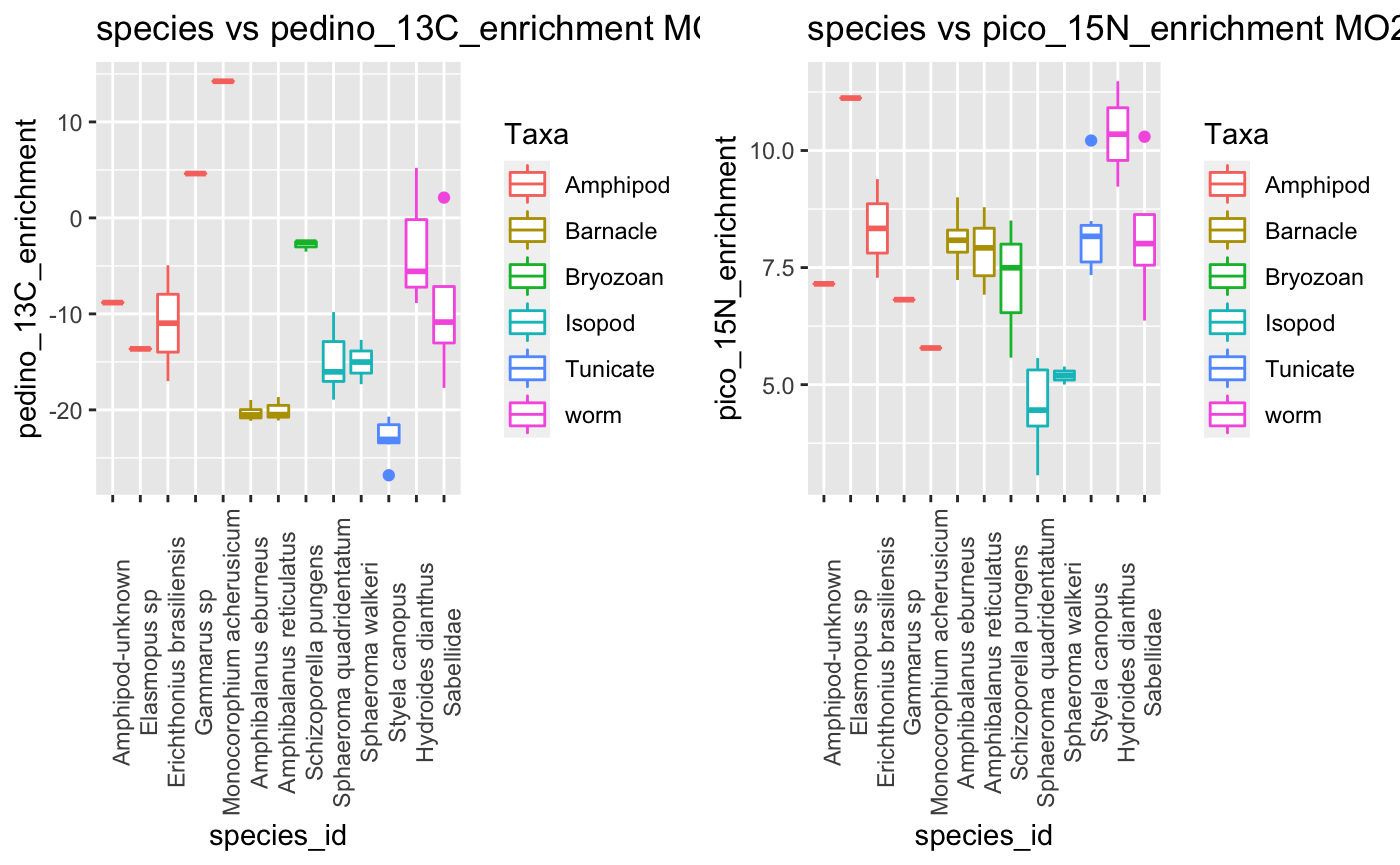 species vs pedino_13C_enrichment MO
pedino_13C_enrichment
10
0
-10
-20
Amphipod-unknown
Elasmopus sp
Erichthonius brasiliensis
Gammarus sp
Monocorophium acherusicum
Amphibalanus eburneus
Amphibalanus reticulatus
Schizoporella pungens
Sphaeroma quadridentatum
Sphaeroma walkeri
Styela canopus
Hydroides dianthus
Sabellidae
species_id
Taxa
Amphipod
Barnacle
Bryozoan
Isopod
Tunicate
worm
species vs pico_15N_enrichment MO2
pico_15N_enrichment
10.0
7.5
5.0
Amphipod-unknown
Elasmopus sp
Erichthonius brasiliensis
Gammarus sp
Monocorophium acherusicum
Amphibalanus eburneus
Amphibalanus reticulatus
Schizoporella pungens
Sphaeroma quadridentatum
Sphaeroma walkeri
Styela canopus
Hydroides dianthus
Sabellidae
species_id
Taxa
Amphipod
Barnacle
Bryozoan
Isopod
Tunicate
worm